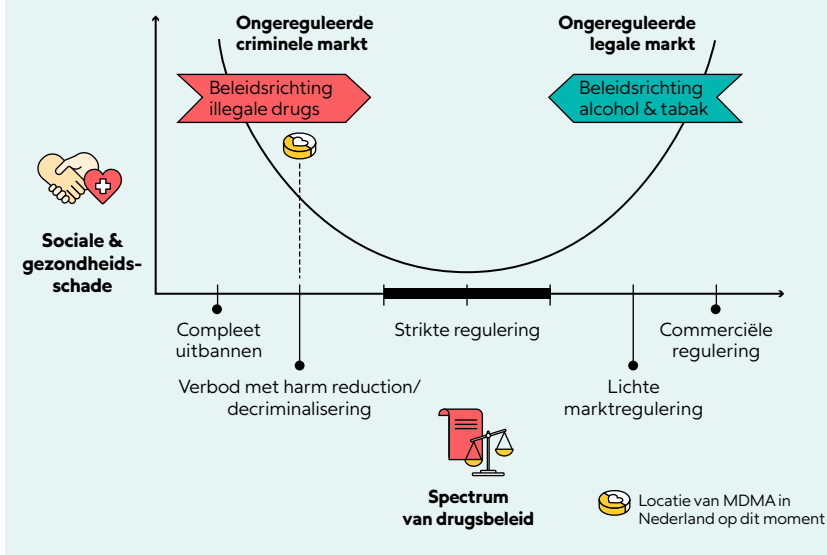 Ongereguleerde
criminele markt
Ongereguleerde
legale markt
Beleidsrichting
illegale drugs
Beleidsrichting
alcohol & tabak
Sociale &
gezondheids-
schade
Compleet
uitbannen
Strikte regulering
Commerciële
regulering
Verbod met harm reduction/
decriminalisering
Lichte
marktregulering
Spectrum
van drugsbeleid
Locatie van MDMA in
Nederland op dit moment